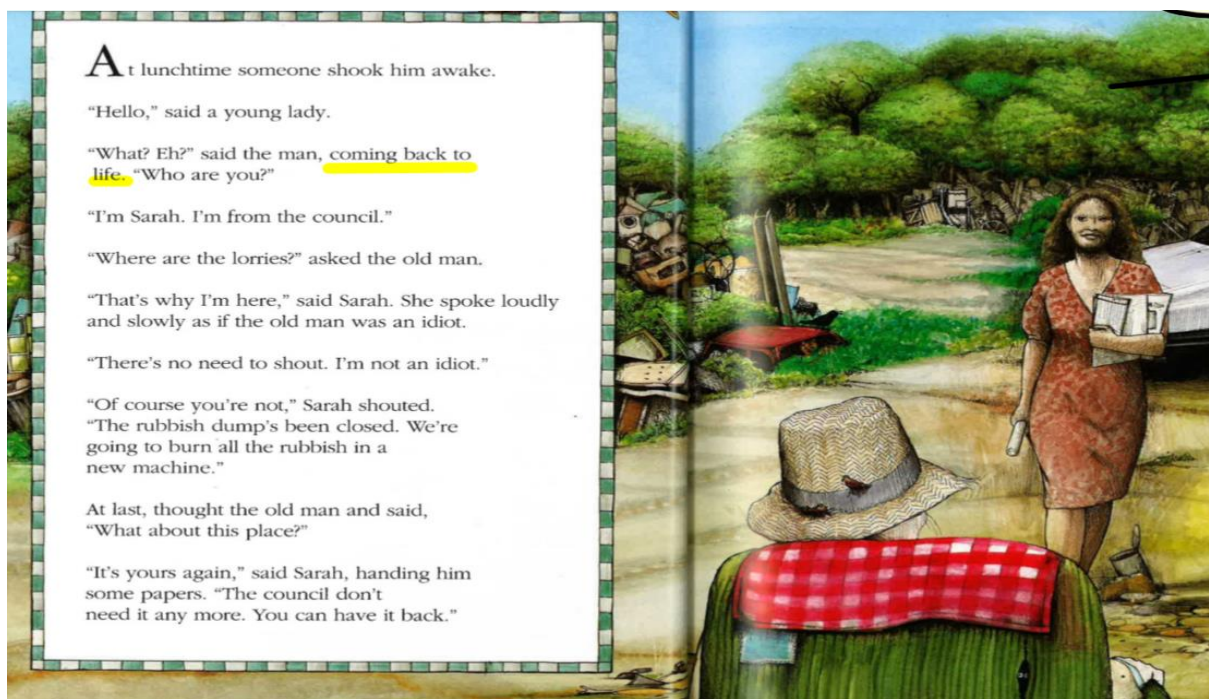 At lunchtime someone shook him awake.
“Hello,” said a young lady.
“What? Eh?” said the man, coming back to
life. “Who are you?”
“I'm Sarah. I'm from the council.”
“Where are the lorries?” asked the old man.
“That's why I'm here,” said Sarah. She spoke loudly
and slowly as if the old man was an idiot.
“There's no need to shout. I'm not an idiot.”
“Of course you're not,” Sarah shouted.
“The rubbish dump's been closed. We're
going to burn all the rubbish in a
new machine.”
At last, thought the old man and said,
“What about this place?”
“It's yours again,” said Sarah, handing him
some papers. “The council don't
need it any more. You can have it back.”